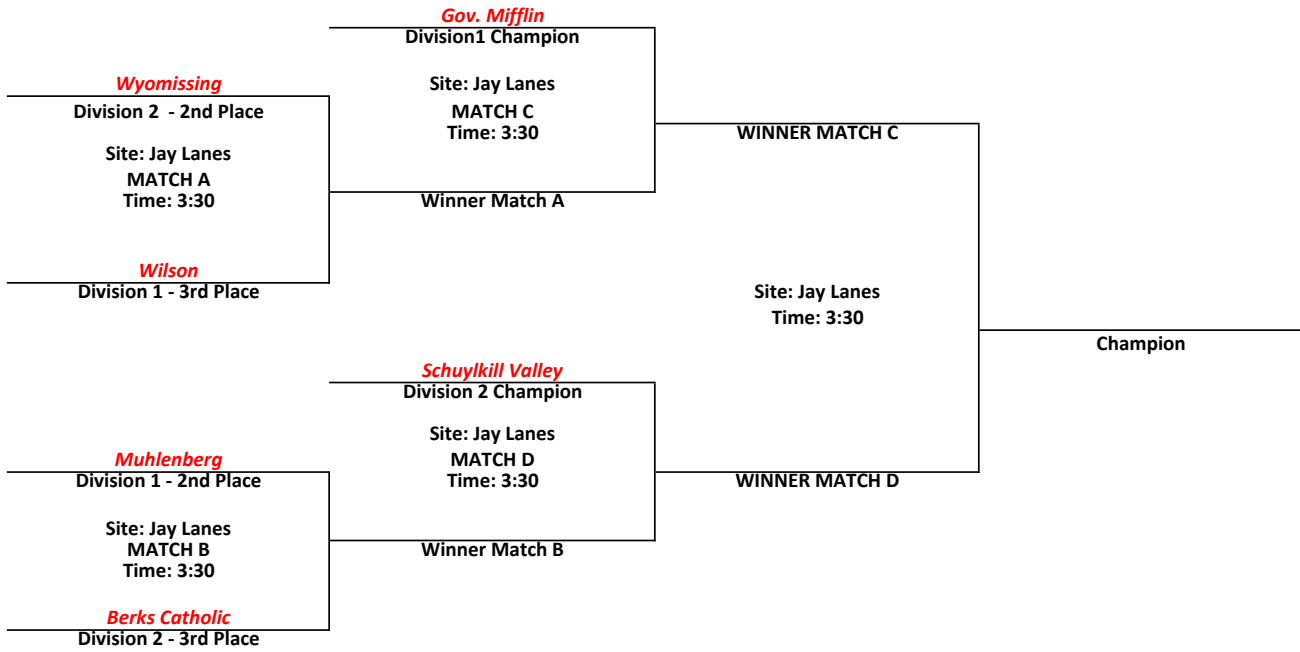 Gov. Mifflin
Division1 Champion
Site: Jay Lanes
MATCH C
Time: 3:30
Wyomissing
Division 2  - 2nd Place
Site: Jay Lanes
MATCH A
Time: 3:30
Winner Match A
WINNER MATCH C
Wilson
Division 1 - 3rd Place
Site: Jay Lanes
Time: 3:30
Champion
Schuylkill Valley
Division 2 Champion
Site: Jay Lanes
MATCH D
Time: 3:30
WINNER MATCH D
Muhlenberg
Division 1 - 2nd Place
Site: Jay Lanes
MATCH B
Time: 3:30
Winner Match B
Berks Catholic
Division 2 - 3rd Place